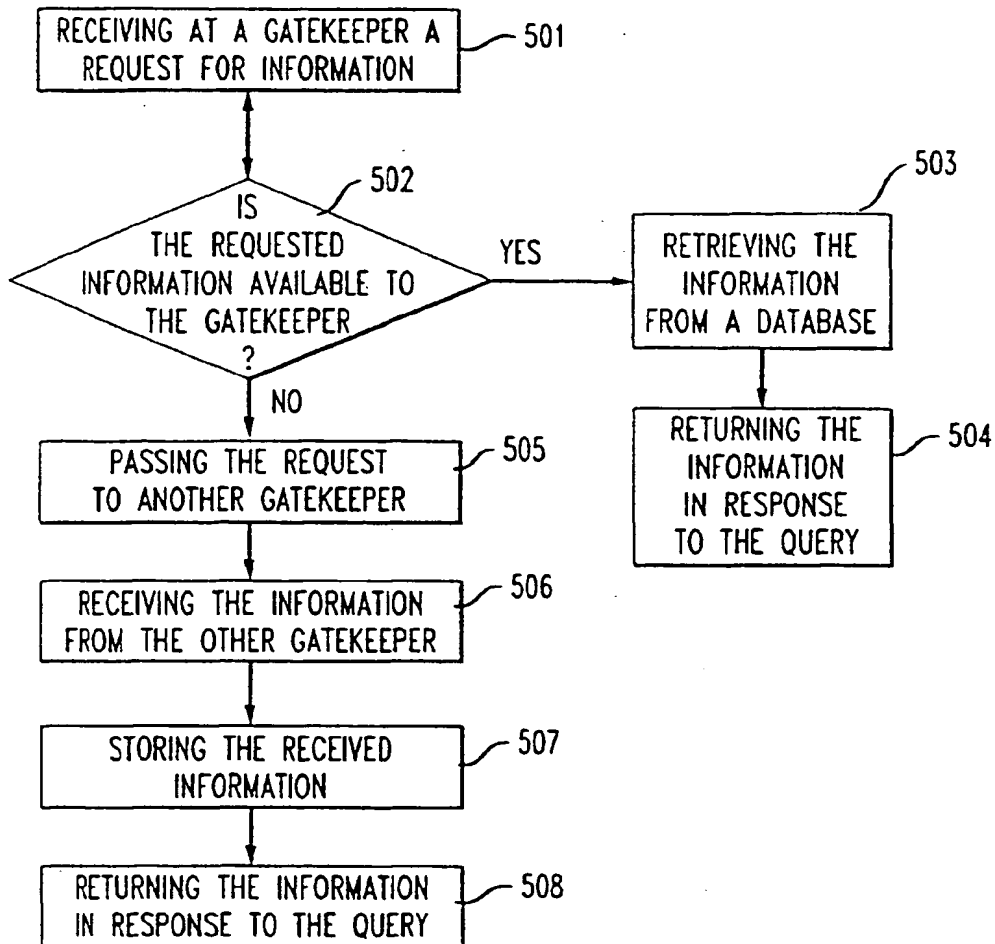 RECEIVING AT A GATEKEEPER A
REQUEST FOR INFORMATION
501
502
IS
THE REQUESTED
INFORMATION AVAILABLE TO
THE GATEKEEPER
?
YES
503
RETRIEVING THE
INFORMATION
FROM A DATABASE
RETURNING THE
INFORMATION
IN RESPONSE
TO THE QUERY
504
NO
PASSING THE REQUEST
TO ANOTHER GATEKEEPER
505
RECEIVING THE INFORMATION
FROM THE OTHER GATEKEEPER
506
STORING THE RECEIVED
INFORMATION
507
RETURNING THE INFORMATION
IN RESPONSE TO THE QUERY
508